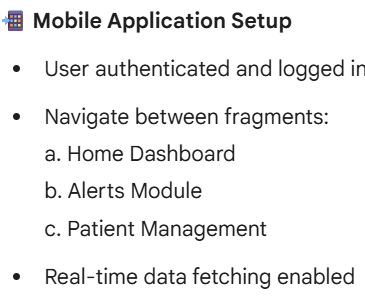 📲 Mobile Application Setup
• User authenticated and logged in
• Navigate between fragments:
a. Home Dashboard
b. Alerts Module
c. Patient Management
• Real-time data fetching enabled